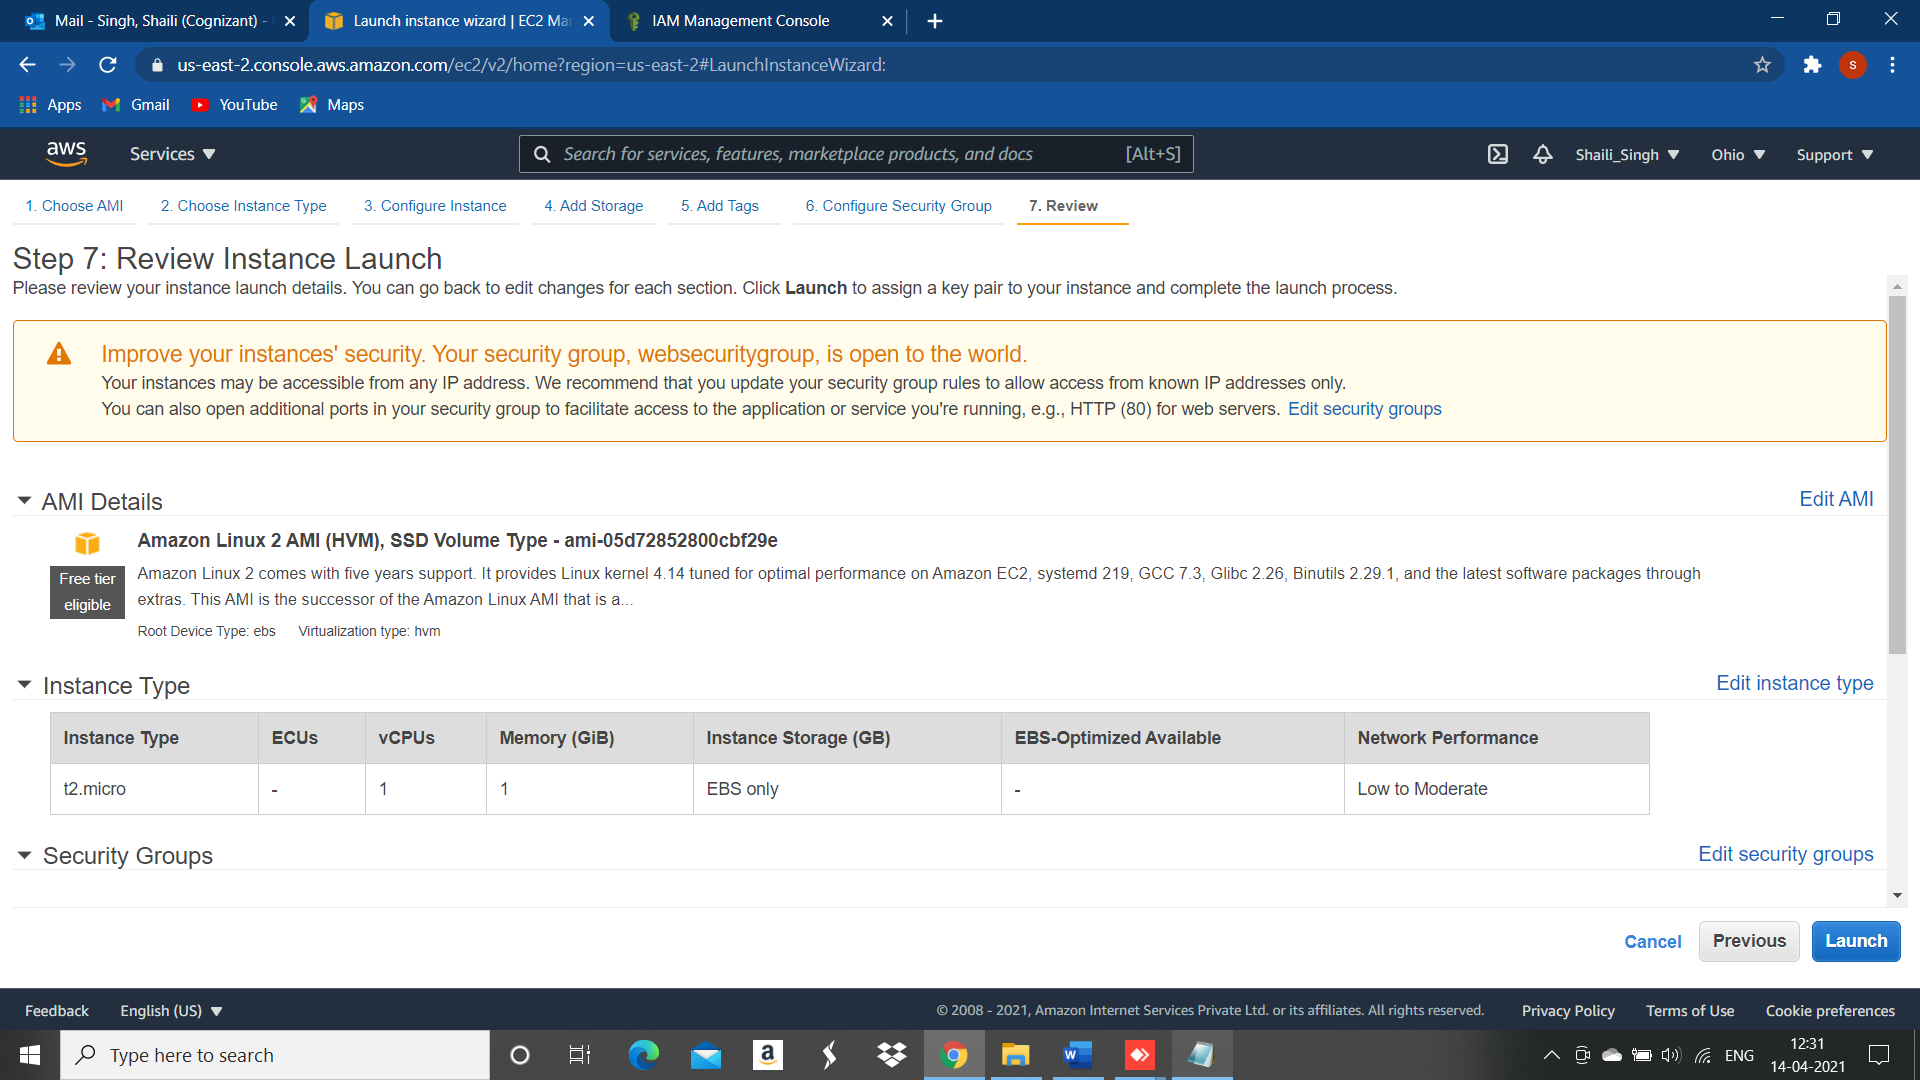 Mail - Singh, Shaili (Cognizant) -
Launch instance wizard | EC2 Mar
IAM Management Console
us-east-2.console.aws.amazon.com/ec2/v2/home?region=us-east-2#LaunchInstanceWizard:
S
Apps
Gmail
YouTube
Maps
aws
Services
Search for services, features, marketplace products, and docs
[Alt+S]
Shaili_Singh
Ohio
Support
1. Choose AMI
2. Choose Instance Type
3. Configure Instance
4. Add Storage
5. Add Tags
6. Configure Security Group
7. Review
Step 7: Review Instance Launch
Please review your instance launch details. You can go back to edit changes for each section. Click Launch to assign a key pair to your instance and complete the launch process.
Improve your instances' security. Your security group, websecuritygroup, is open to the world.
Your instances may be accessible from any IP address. We recommend that you update your security group rules to allow access from known IP addresses only.
You can also open additional ports in your security group to facilitate access to the application or service you're running, e.g., HTTP (80) for web servers. Edit security groups
AMI Details
Edit AMI
Amazon Linux 2 AMI (HVM), SSD Volume Type - ami-05d72852800cbf29e
Free tier
eligible
Amazon Linux 2 comes with five years support. It provides Linux kernel 4.14 tuned for optimal performance on Amazon EC2, systemd 219, GCC 7.3, Glibc 2.26, Binutils 2.29.1, and the latest software packages through
extras. This AMI is the successor of the Amazon Linux AMI that is a...
Root Device Type: ebs Virtualization type: hvm
Instance Type
Edit instance type
Instance Type ECUs vCPUs Memory (GiB) Instance Storage (GB) EBS-Optimized Available Network Performance
t2.micro - 1 1 EBS only - Low to Moderate
Security Groups
Edit security groups
Cancel
Previous
Launch
Feedback
English (US)
© 2008 - 2021, Amazon Internet Services Private Ltd. or its affiliates. All rights reserved.
Privacy Policy
Terms of Use
Cookie preferences
Type here to search
ENG
12:31
14-04-2021